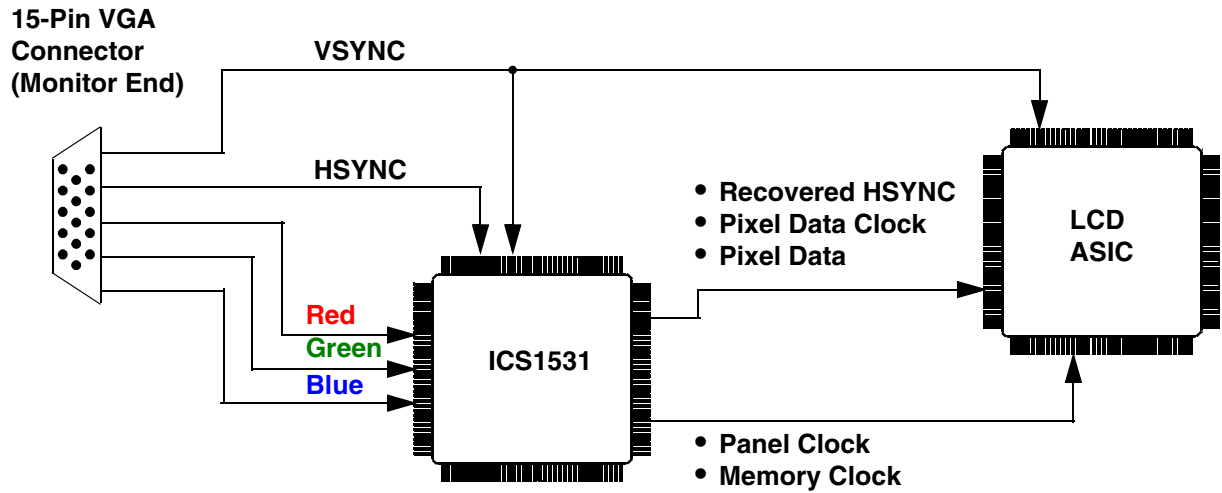 15-Pin VGA
Connector
(Monitor End)
VSYNC
HSYNC
• Recovered HSYNC
• Pixel Data Clock
• Pixel Data
LCD
ASIC
Red
Green
Blue
ICS1531
• Panel Clock
• Memory Clock